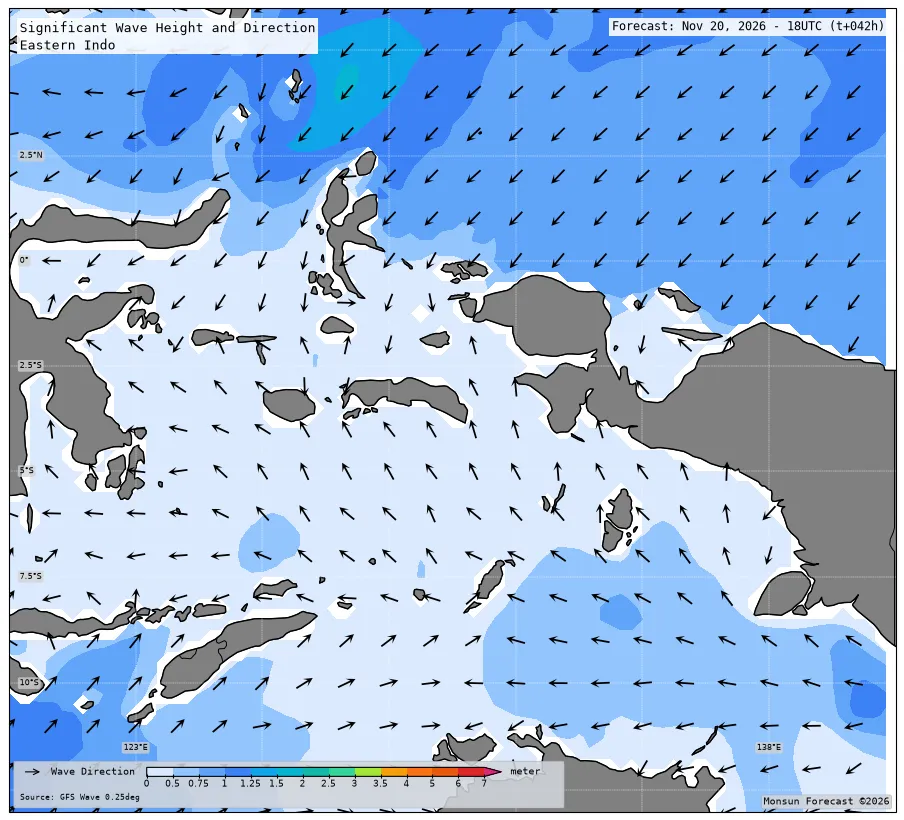 Significant Wave Height and Direction
Eastern Indo
Forecast: Nov 20, 2026 - 18UTC (t+042h)
2.5°N
0°
2.5°S
5°S
7.5°S
10°S
123°E
138°E
Wave Direction
meter
0 0.5 0.75 1 1.25 1.5 2 2.5 3 3.5 4 5 6 7
Source: GFS Wave 0.25deg
Monsun Forecast ©2026